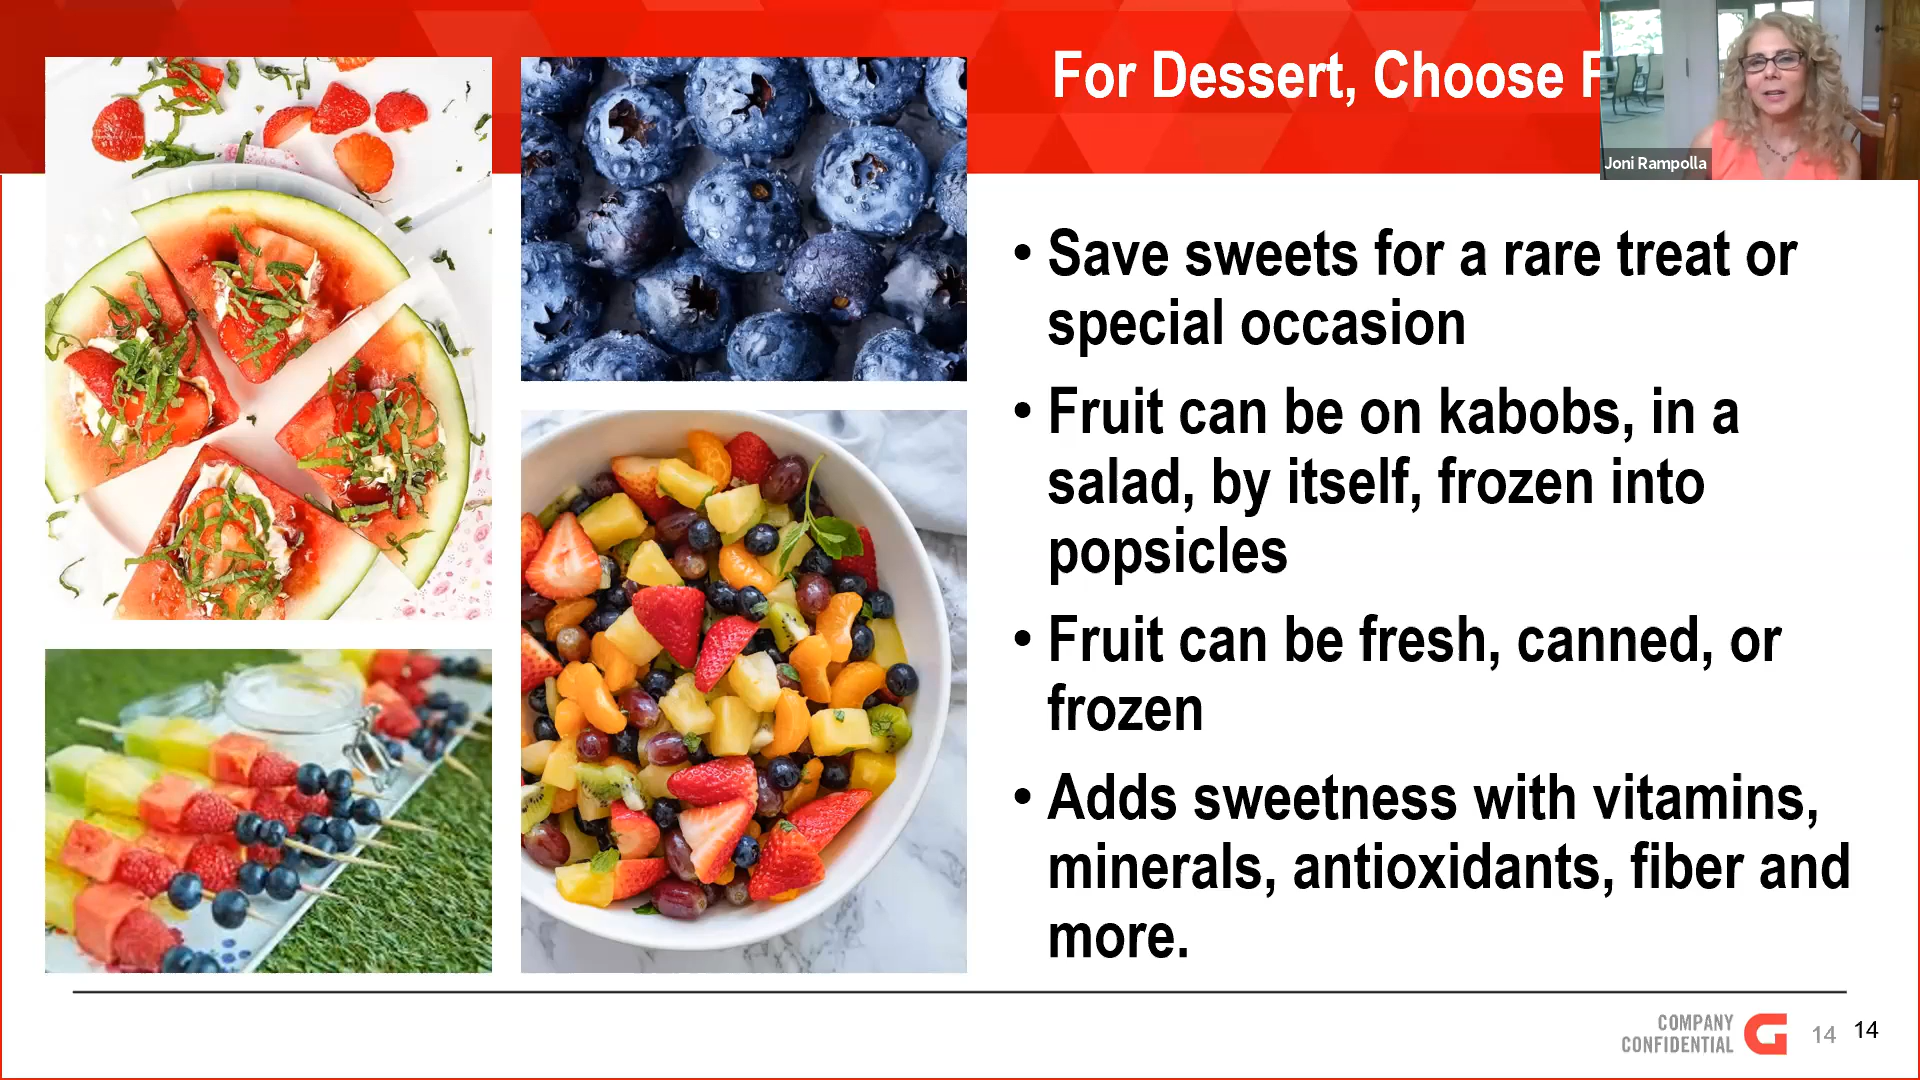 For Dessert, Choose F
Joni Rampolla
• Save sweets for a rare treat or
special occasion
• Fruit can be on kabobs, in a
salad, by itself, frozen into
popsicles
• Fruit can be fresh, canned, or
frozen
• Adds sweetness with vitamins,
minerals, antioxidants, fiber and
more.
COMPANY
CONFIDENTIAL
G
14 14